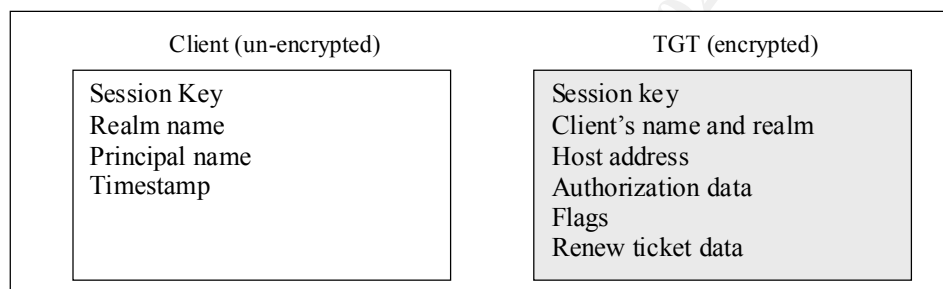 Client (un-encrypted)
TGT (encrypted)
Session Key
Realm name
Principal name
Timestamp
Session key
Client’s name and realm
Host address
Authorization data
Flags
Renew ticket data